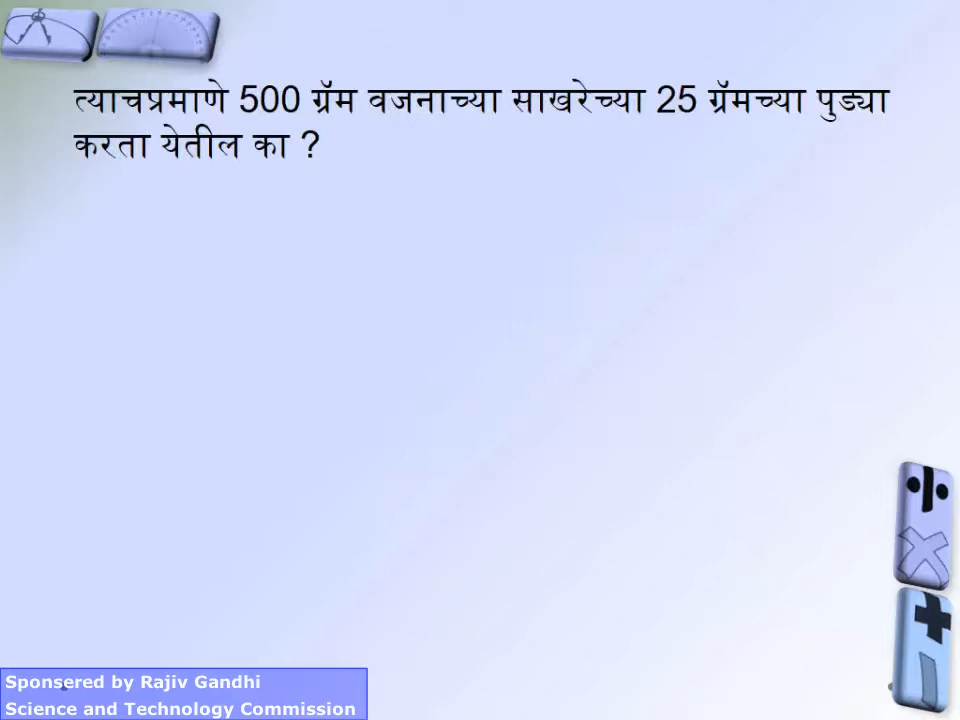 त्याचप्रमाणे 500 ग्रॅम वजनाच्या साखरेच्या 25 ग्रॅमच्या पुड्या
करता येतील का ?
Sponsered by Rajiv Gandhi
Science and Technology Commission